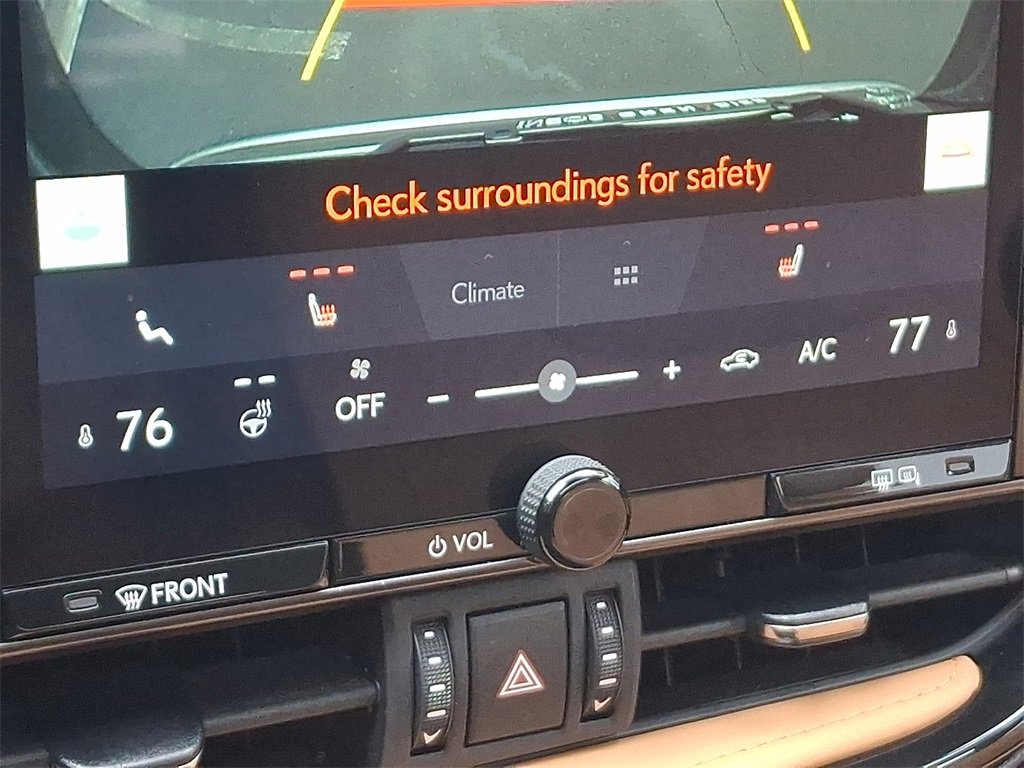 Check surroundings for safety
Climate
76
OFF
-
+
A/C
77
VOL
FRONT